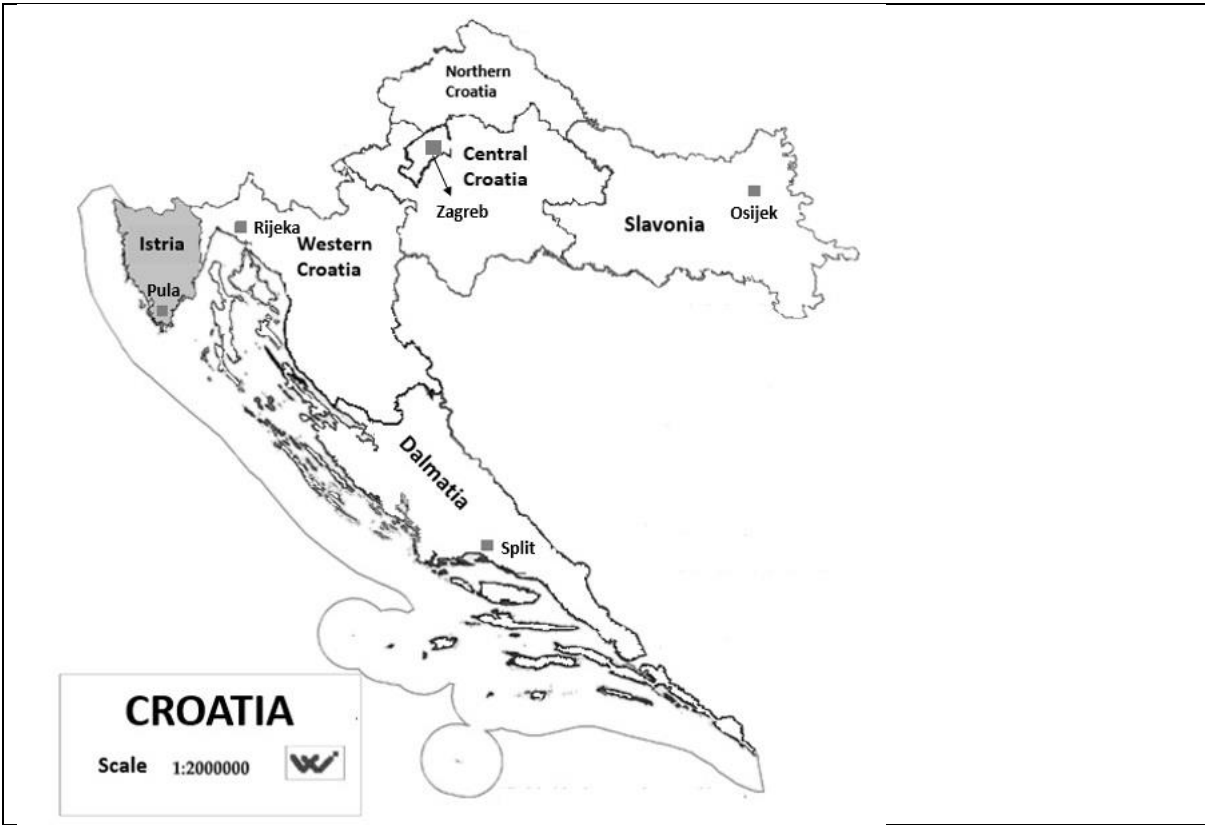 Northern
Croatia
Central
Croatia
Zagreb
Osijek
Slavonia
Istria
Rijeka
Western
Croatia
Pula
Dalmatia
Split
CROATIA
Scale 1:2000000